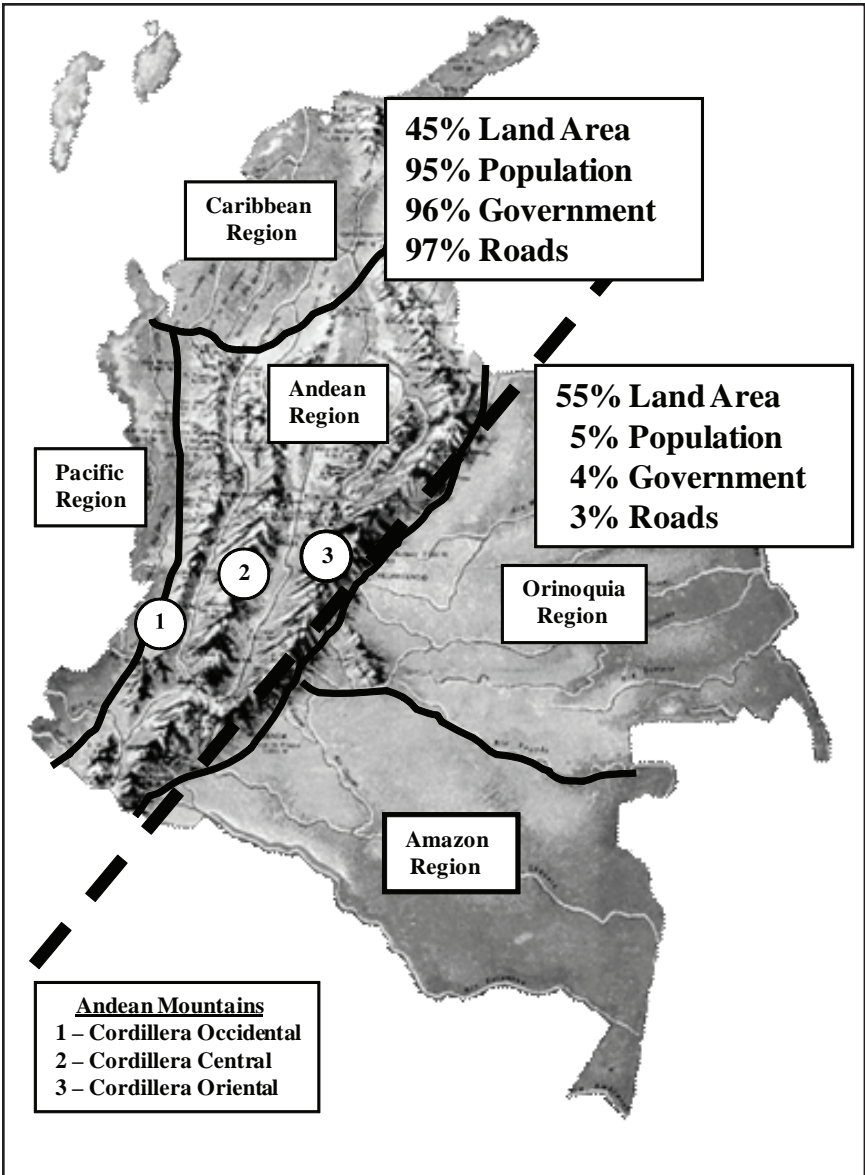 45% Land Area
95% Population
96% Government
97% Roads
Caribbean
Region
Andean
Region
55% Land Area
5% Population
4% Government
3% Roads
Pacific
Region
3
2
1
Orinoquia
Region
Amazon
Region
Andean Mountains
1 – Cordillera Occidental
2 – Cordillera Central
3 – Cordillera Oriental